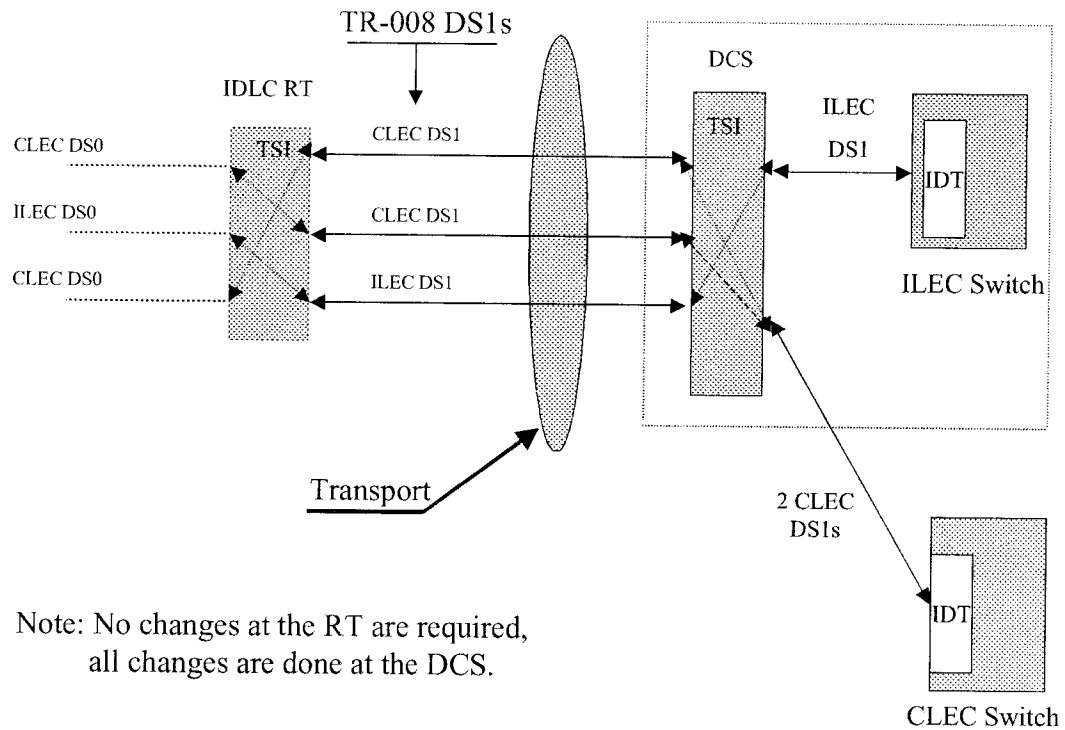 TR-008 DS1s
IDLC RT
DCS
CLEC DS0
TSI
CLEC DS1
TSI
ILEC
DS1
IDT
ILEC DS0
CLEC DS1
CLEC DS0
ILEC DS1
ILEC Switch
Transport
2 CLEC
DS1s
IDT
CLEC Switch
Note: No changes at the RT are required,
all changes are done at the DCS.